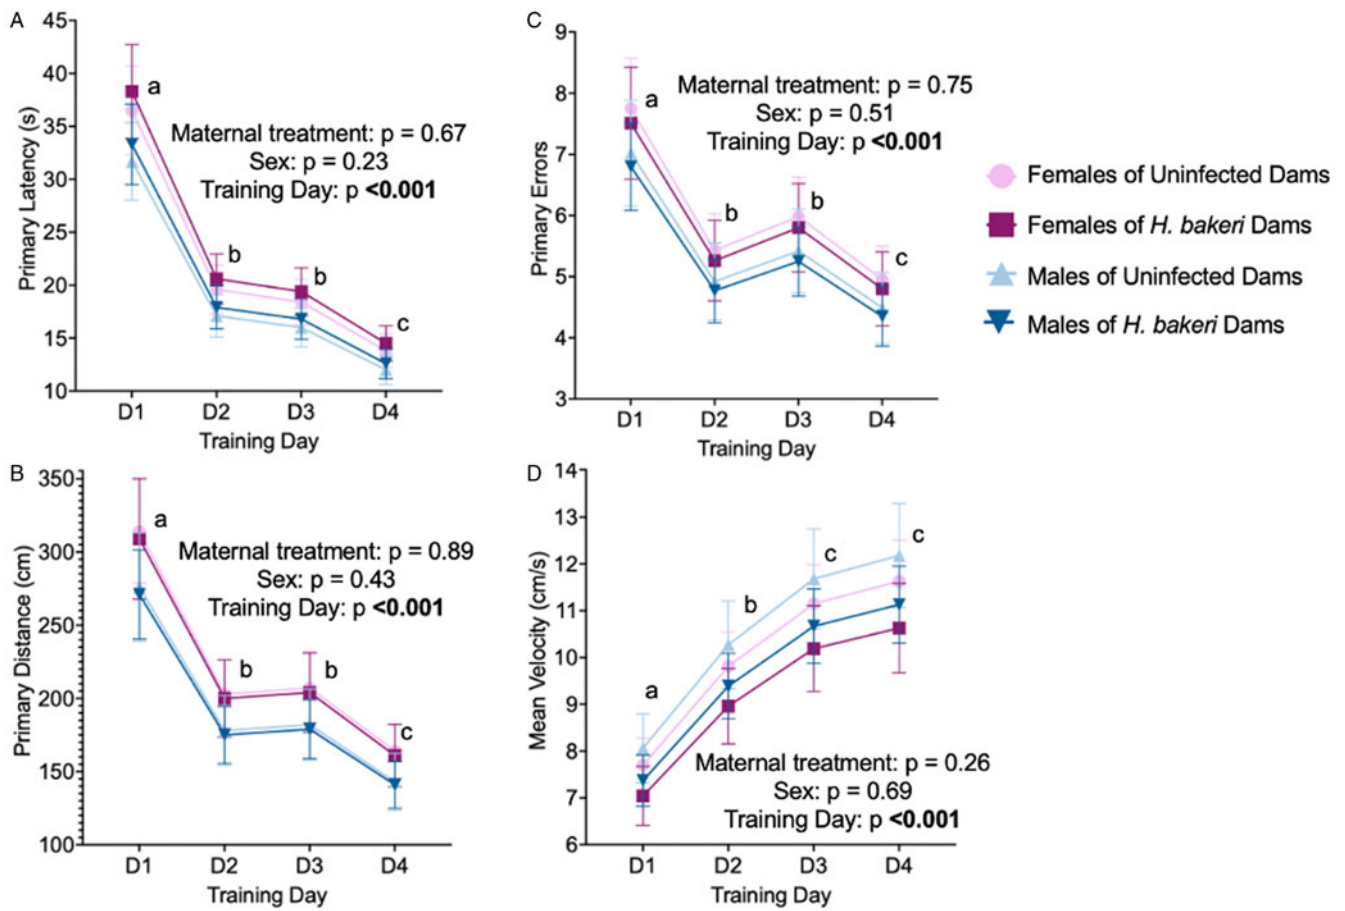 A
45
40
35
30
25
20
15
10
Primary Latency (s)
a
b
b
c
Maternal treatment: p = 0.67
Sex: p = 0.23
Training Day: p <0.001
D1 D2 D3 D4
Training Day
C
9
8
7
6
5
4
3
Primary Errors
a
b
b
c
Maternal treatment: p = 0.75
Sex: p = 0.51
Training Day: p <0.001
D1 D2 D3 D4
Training Day
Females of Uninfected Dams
Females of H. bakeri Dams
Males of Uninfected Dams
Males of H. bakeri Dams
B
350
300
250
200
150
100
Primary Distance (cm)
a
b
b
c
Maternal treatment: p = 0.89
Sex: p = 0.43
Training Day: p <0.001
D1 D2 D3 D4
Training Day
D
14
13
12
11
10
9
8
7
6
Mean Velocity (cm/s)
a
b
c
c
Maternal treatment: p = 0.26
Sex: p = 0.69
Training Day: p <0.001
D1 D2 D3 D4
Training Day